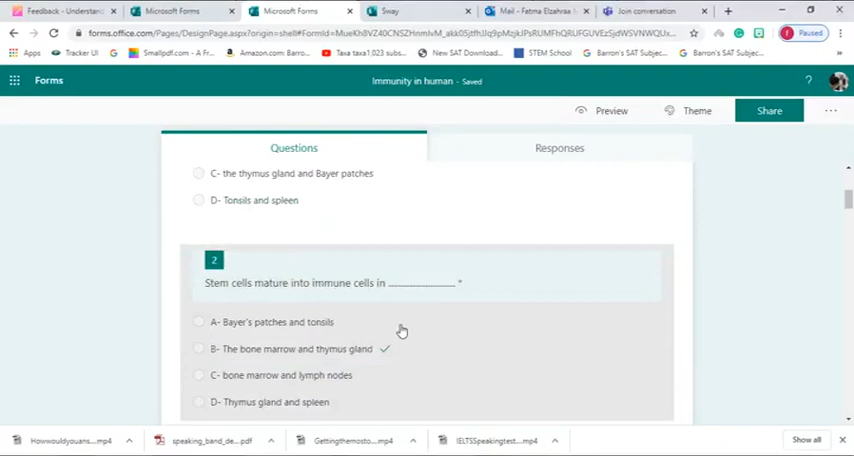 Feedback - Understand
Microsoft Forms
Microsoft Forms
Sway
Mail - Fatma Elzahraa
Join conversation
forms.office.com/Pages/DesignPage.aspx?origin=shell#FormId=
Paused
Apps
Tracker UI
Smallpdf.com - A Fr...
Amazon.com: Barro...
Taxa taxa1,023 subs...
New SAT Download...
STEM School
Barron's SAT Subjec...
Barron's SAT Subjec...
Forms
Immunity in human - Saved
?
Preview
Theme
Share
...
Questions
Responses
C- the thymus gland and Bayer patches
D- Tonsils and spleen
2
Stem cells mature into immune cells in ______________ *
A- Bayer's patches and tonsils
B- The bone marrow and thymus gland
C- bone marrow and lymph nodes
D- Thymus gland and spleen
Howwouldyouans....mp4
speaking_band_de....pdf
Gettingthemosto....mp4
IELTSSpeakingtest....mp4
Show all